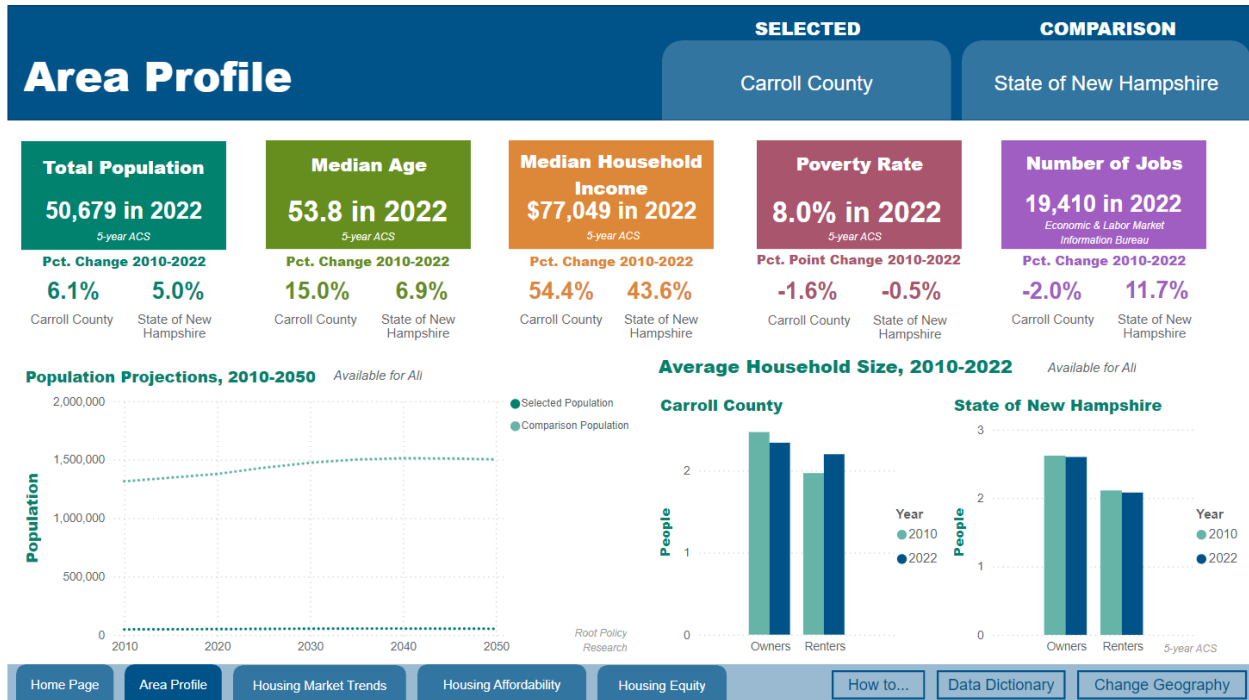 SELECTED
COMPARISON
Area Profile
Carroll County
State of New Hampshire
Total Population
50,679 in 2022
5-year ACS
Pct. Change 2010-2022
6.1%
5.0%
Carroll County
State of New
Hampshire
Median Age
53.8 in 2022
5-year ACS
Pct. Change 2010-2022
15.0%
6.9%
Carroll County
State of New
Hampshire
Median Household
Income
$77,049 in 2022
5-year ACS
Pct. Change 2010-2022
54.4%
43.6%
Carroll County
State of New
Hampshire
Poverty Rate
8.0% in 2022
5-year ACS
Pct. Point Change 2010-2022
-1.6%
-0.5%
Carroll County
State of New
Hampshire
Number of Jobs
19,410 in 2022
Economic & Labor Market
Information Bureau
Pct. Change 2010-2022
-2.0%
11.7%
Carroll County
State of New
Hampshire
Population Projections, 2010-2050
Available for All
2,000,000
1,500,000
1,000,000
500,000
0
Population
2010
2020
2030
2040
2050
Selected Population
Comparison Population
Root Policy
Research
Average Household Size, 2010-2022
Available for All
Carroll County
2
1
0
People
Owners
Renters
Year
2010
2022
State of New Hampshire
3
2
1
0
People
Owners
Renters
Year
2010
2022
5-year ACS
Home Page
Area Profile
Housing Market Trends
Housing Affordability
Housing Equity
How to...
Data Dictionary
Change Geography